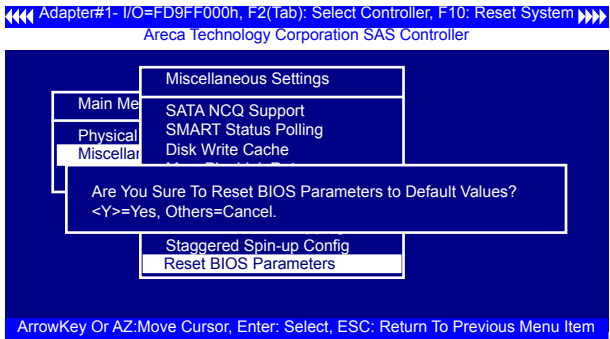 Adapter#1- I/O=FD9FF000h, F2(Tab): Select Controller, F10: Reset System
Areca Technology Corporation SAS Controller
Miscellaneous Settings
Main Me
SATA NCQ Support
SMART Status Polling
Physical
Disk Write Cache
Miscellan
Are You Sure To Reset BIOS Parameters to Default Values?
<Y>=Yes, Others=Cancel.
Staggered Spin-up Config
Reset BIOS Parameters
ArrowKey Or AZ:Move Cursor, Enter: Select, ESC: Return To Previous Menu Item